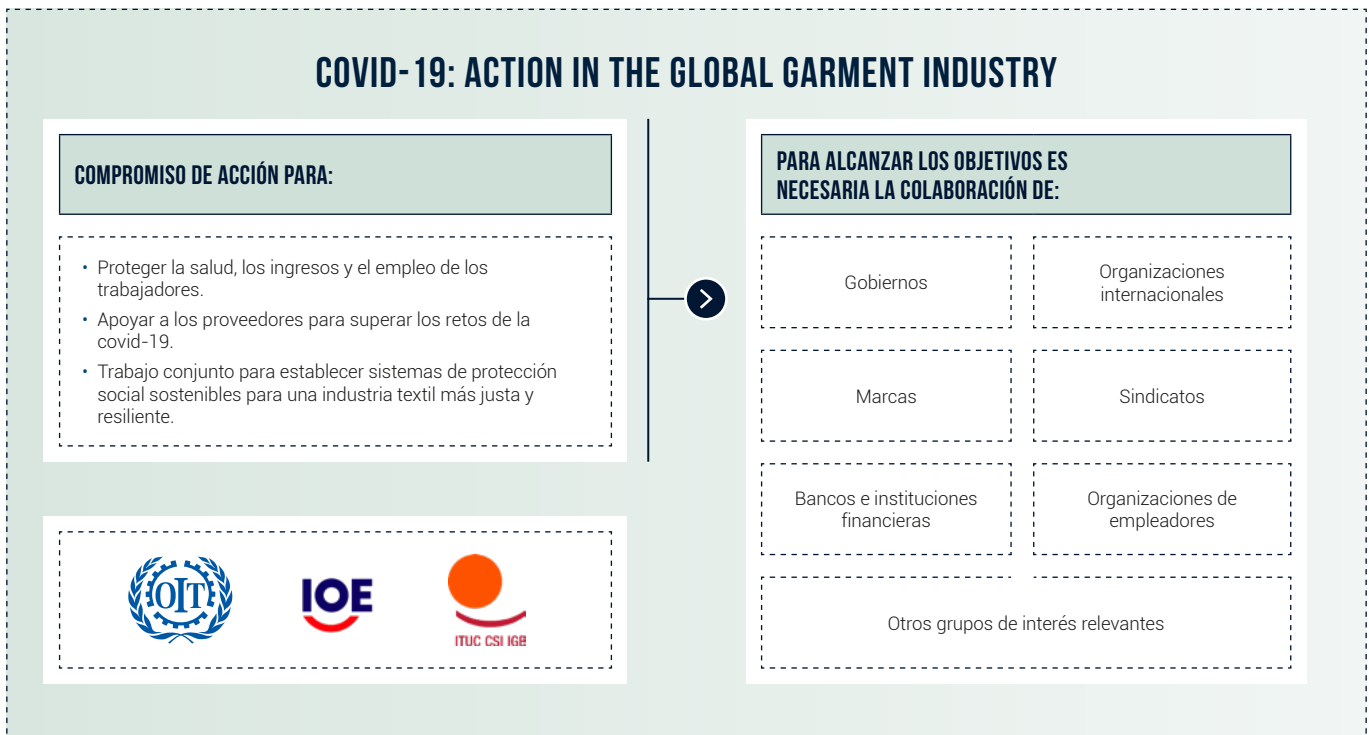 COVID-19: ACTION IN THE GLOBAL GARMENT INDUSTRY
COMPROMISO DE ACCIÓN PARA:
• Proteger la salud, los ingresos y el empleo de los
trabajadores.
• Apoyar a los proveedores para superar los retos de la
covid-19.
• Trabajo conjunto para establecer sistemas de protección
social sostenibles para una industria textil más justa y
resiliente.
OIT
IOE
ITUC CSI IGB
PARA ALCANZAR LOS OBJETIVOS ES
NECESARIA LA COLABORACIÓN DE:
Gobiernos
Organizaciones
internacionales
Marcas
Sindicatos
Bancos e instituciones
financieras
Organizaciones de
empleadores
Otros grupos de interés relevantes